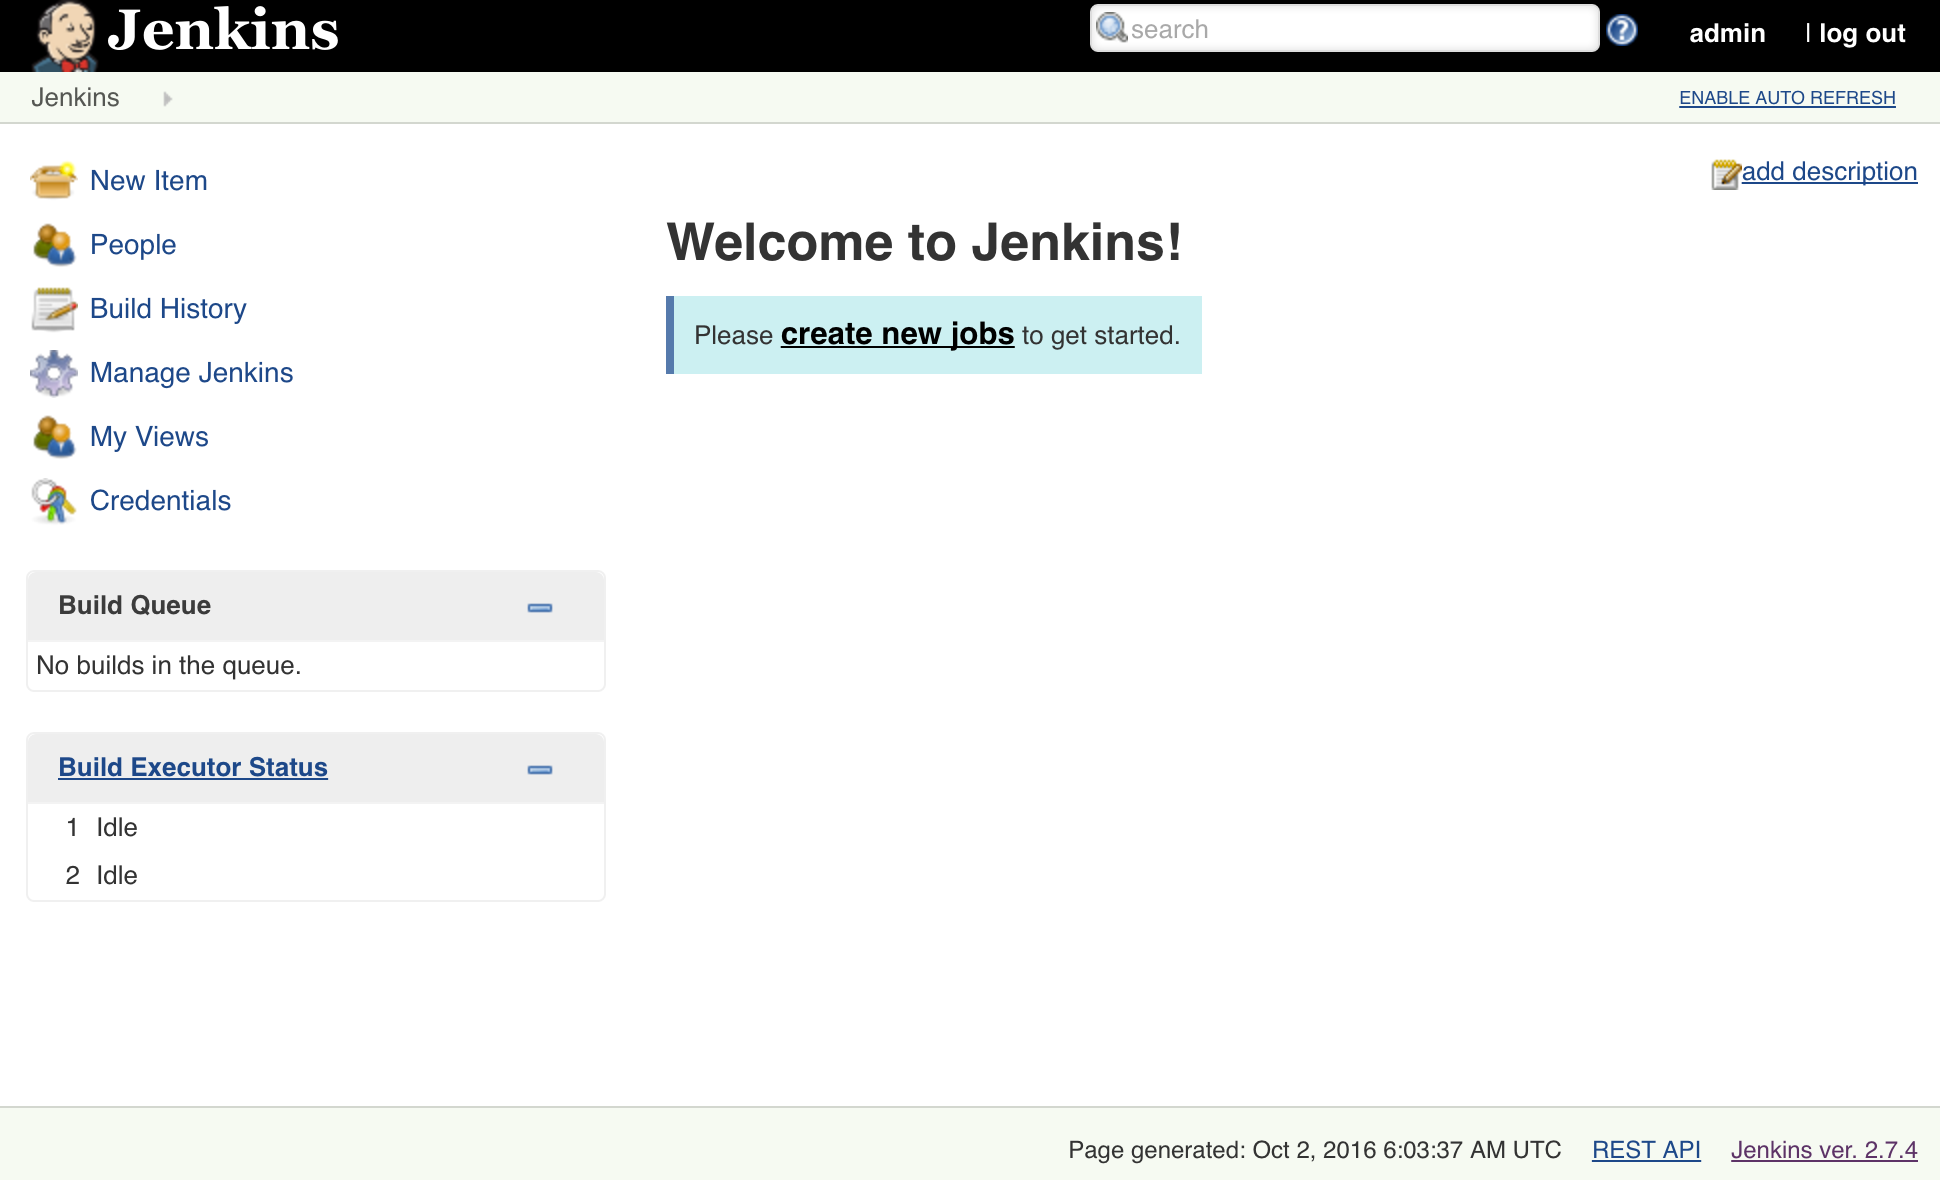 Jenkins
search
admin | log out
Jenkins
ENABLE AUTO REFRESH
New Item
People
Build History
Manage Jenkins
My Views
Credentials
Build Queue
No builds in the queue.
Build Executor Status
1 Idle
2 Idle
add description
Welcome to Jenkins!
Please create new jobs to get started.
Page generated: Oct 2, 2016 6:03:37 AM UTC REST API Jenkins ver. 2.7.4